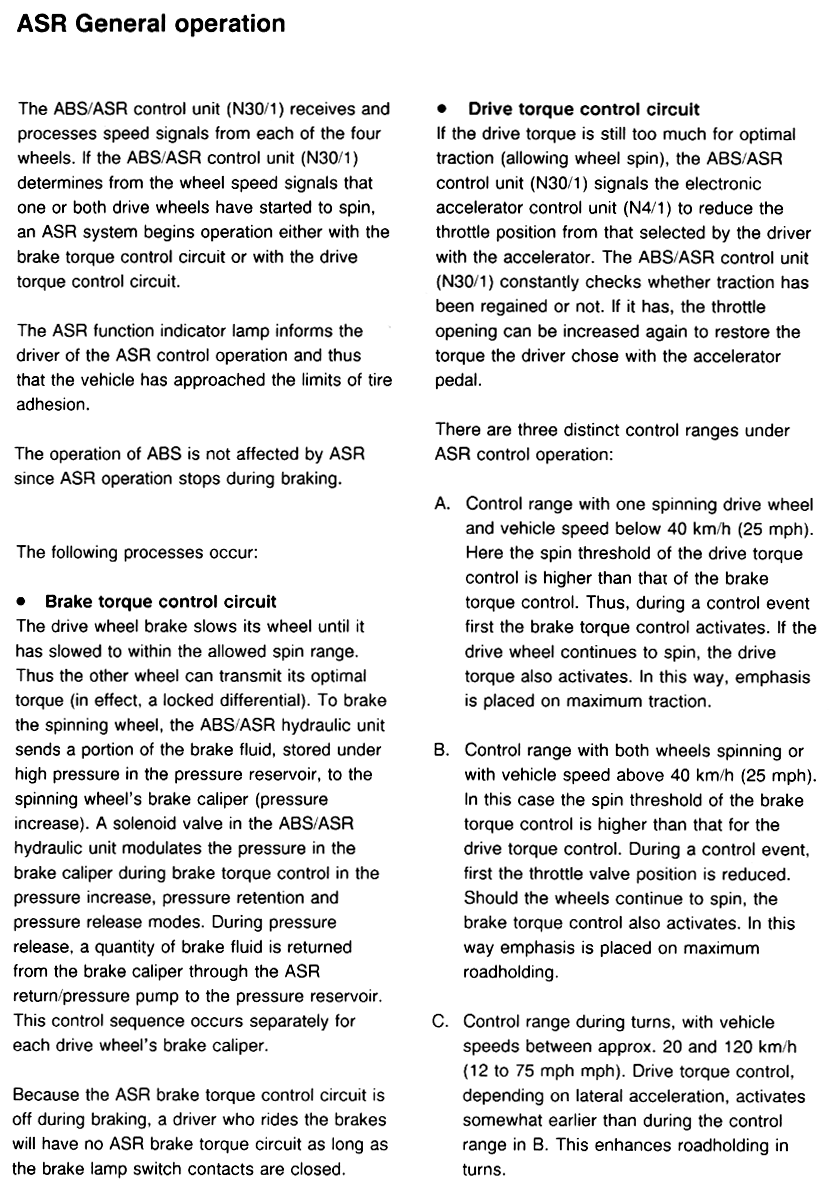 ASR General operation
The ABS/ASR control unit (N30/1) receives and
processes speed signals from each of the four
wheels. If the ABS/ASR control unit (N30/1)
determines from the wheel speed signals that
one or both drive wheels have started to spin,
an ASR system begins operation either with the
brake torque control circuit or with the drive
torque control circuit.
The ASR function indicator lamp informs the
driver of the ASR control operation and thus
that the vehicle has approached the limits of tire
adhesion.
The operation of ABS is not affected by ASR
since ASR operation stops during braking.
The following processes occur:
● Brake torque control circuit
The drive wheel brake slows its wheel until it
has slowed to within the allowed spin range.
Thus the other wheel can transmit its optimal
torque (in effect, a locked differential). To brake
the spinning wheel, the ABS/ASR hydraulic unit
sends a portion of the brake fluid, stored under
high pressure in the pressure reservoir, to the
spinning wheel's brake caliper (pressure
increase). A solenoid valve in the ABS/ASR
hydraulic unit modulates the pressure in the
brake caliper during brake torque control in the
pressure increase, pressure retention and
pressure release modes. During pressure
release, a quantity of brake fluid is returned
from the brake caliper through the ASR
return/pressure pump to the pressure reservoir.
This control sequence occurs separately for
each drive wheel's brake caliper.
Because the ASR brake torque control circuit is
off during braking, a driver who rides the brakes
will have no ASR brake torque circuit as long as
the brake lamp switch contacts are closed.
● Drive torque control circuit
If the drive torque is still too much for optimal
traction (allowing wheel spin), the ABS/ASR
control unit (N30/1) signals the electronic
accelerator control unit (N4/1) to reduce the
throttle position from that selected by the driver
with the accelerator. The ABS/ASR control unit
(N30/1) constantly checks whether traction has
been regained or not. If it has, the throttle
opening can be increased again to restore the
torque the driver chose with the accelerator
pedal.
There are three distinct control ranges under
ASR control operation:
A. Control range with one spinning drive wheel
and vehicle speed below 40 km/h (25 mph).
Here the spin threshold of the drive torque
control is higher than that of the brake
torque control. Thus, during a control event
first the brake torque control activates. If the
drive wheel continues to spin, the drive
torque also activates. In this way, emphasis
is placed on maximum traction.
B. Control range with both wheels spinning or
with vehicle speed above 40 km/h (25 mph).
In this case the spin threshold of the brake
torque control is higher than that for the
drive torque control. During a control event,
first the throttle valve position is reduced.
Should the wheels continue to spin, the
brake torque control also activates. In this
way emphasis is placed on maximum
roadholding.
C. Control range during turns, with vehicle
speeds between approx. 20 and 120 km/h
(12 to 75 mph mph). Drive torque control,
depending on lateral acceleration, activates
somewhat earlier than during the control
range in B. This enhances roadholding in
turns.